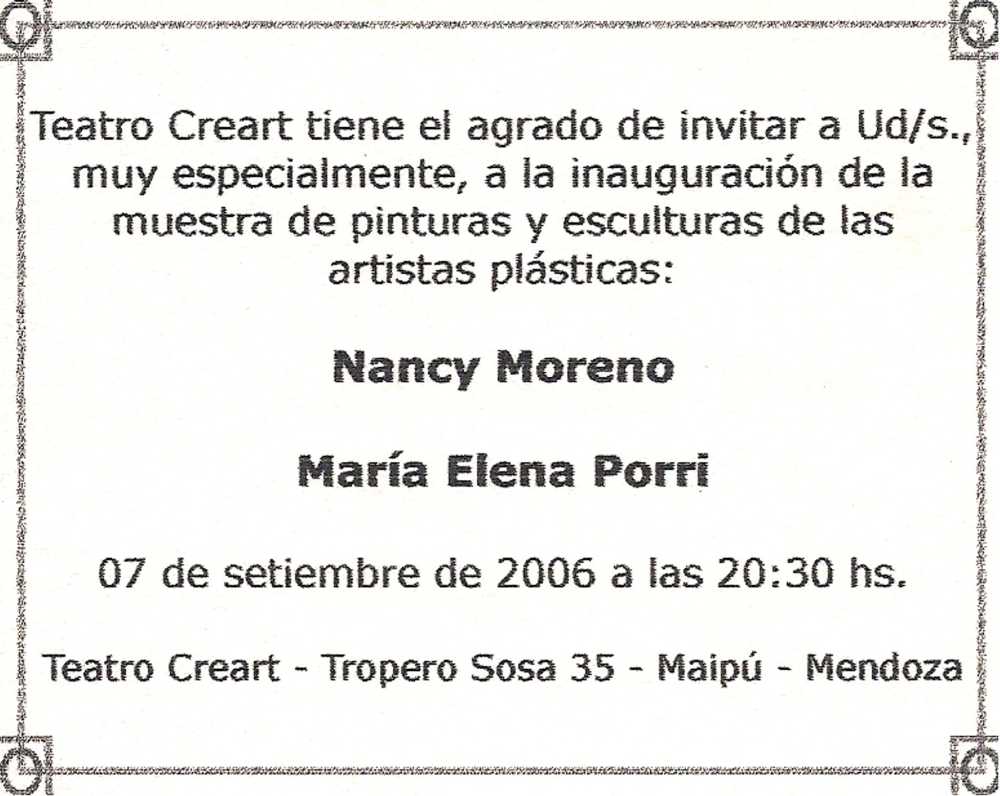 Teatro Creart tiene el agrado de invitar a Ud/s.,
muy especialmente, a la inauguración de la
muestra de pinturas y esculturas de las
artistas plásticas:
Nancy Moreno
María Elena Porri
07 de setiembre de 2006 a las 20:30 hs.
Teatro Creart - Tropero Sosa 35 - Maipú - Mendoza